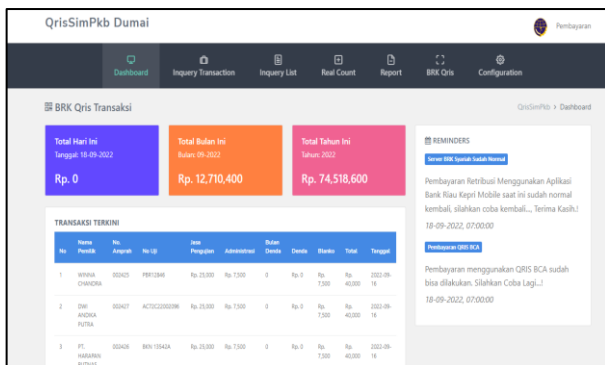 QrisSimPkb Dumai
Pembayaran
Dashboard
Inquery Transaction
Inquery List
Real Count
Report
BRK Qris
Configuration
BRK Qris Transaksi
QrisSimPkb > Dashboard
Total Hari Ini
Tanggal: 18-09-2022
Rp. 0
Total Bulan Ini
Bulan: 09-2022
Rp. 12,710,400
Total Tahun Ini
Tahun: 2022
Rp. 74,518,600
REMINDERS
Server BRK Syariah Sudah Normal
Pembayaran Retribusi Menggunakan Aplikasi
Bank Riau Kepri Mobile saat ini sudah normal
kembali, silahkan coba kembali..., Terima Kasih.!
18-09-2022, 07:00:00
Pembayaran QRIS BCA
Pembayaran menggunakan QRIS BCA sudah
bisa dilakukan. Silahkan Coba Lagi...!
18-09-2022, 07:00:00
TRANSAKSI TERKINI
No Nama Pemilik No. Amprah No Uji Jasa Pengujian Administrasi Bulan Denda Denda Blanko Total Tanggal
1 WINNA CHANDRA 002425 Rp. 25,000 Rp. 7,500 0 Rp. 0 Rp. 7,500 Rp. 40,000 2022-09-16
2 DWI ANDIKA PUTRA 002427 Rp. 25,000 Rp. 7,500 0 Rp. 0 Rp. 7,500 Rp. 40,000 2022-09-16
3 PT. HARAPAN 002426 BKN 15542A Rp. 25,000 Rp. 7,500 0 Rp. 0 Rp. 7,500 Rp. 40,000 2022-09-16